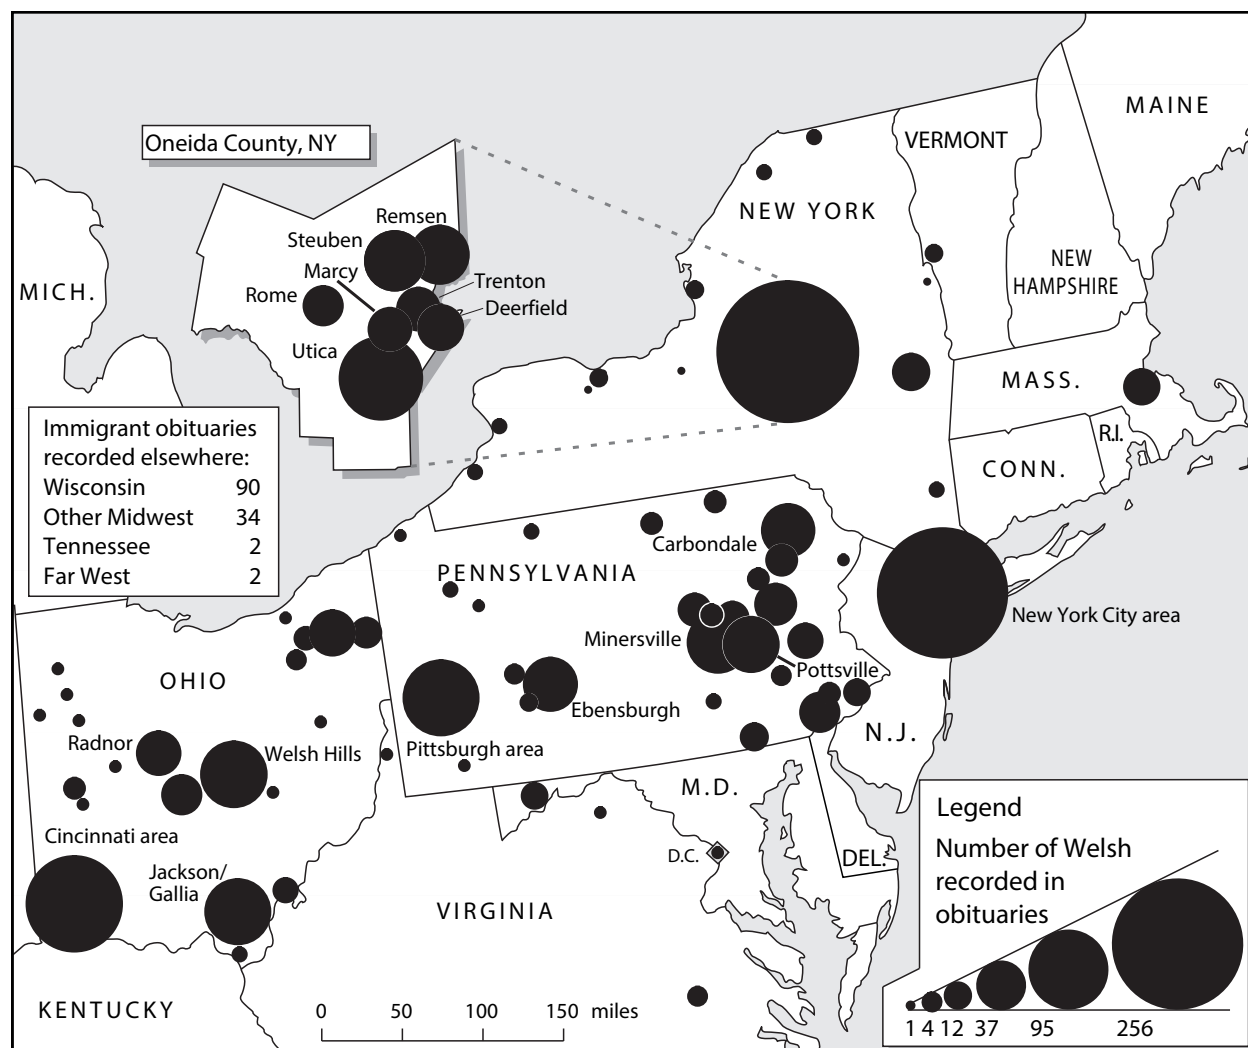 MAINE
Oneida County, NY
VERMONT
NEW YORK
Remsen
Steuben
Marcy
NEW
HAMPSHIRE
Trenton
MICH.
Rome
Deerfield
Utica
MASS.
Immigrant obituaries
recorded elsewhere:
Wisconsin 90
Other Midwest 34
Tennessee 2
Far West 2
R.I.
CONN.
Carbondale
PENNSYLVANIA
New York City area
Minersville
Pottsville
OHIO
Ebensburgh
N.J.
Radnor
Welsh Hills
Pittsburgh area
M.D.
Cincinnati area
D.C.
DEL.
Jackson/
Gallia
VIRGINIA
KENTUCKY
0 50 100 150 miles
Legend
Number of Welsh
recorded in
obituaries
1 4 12 37 95 256